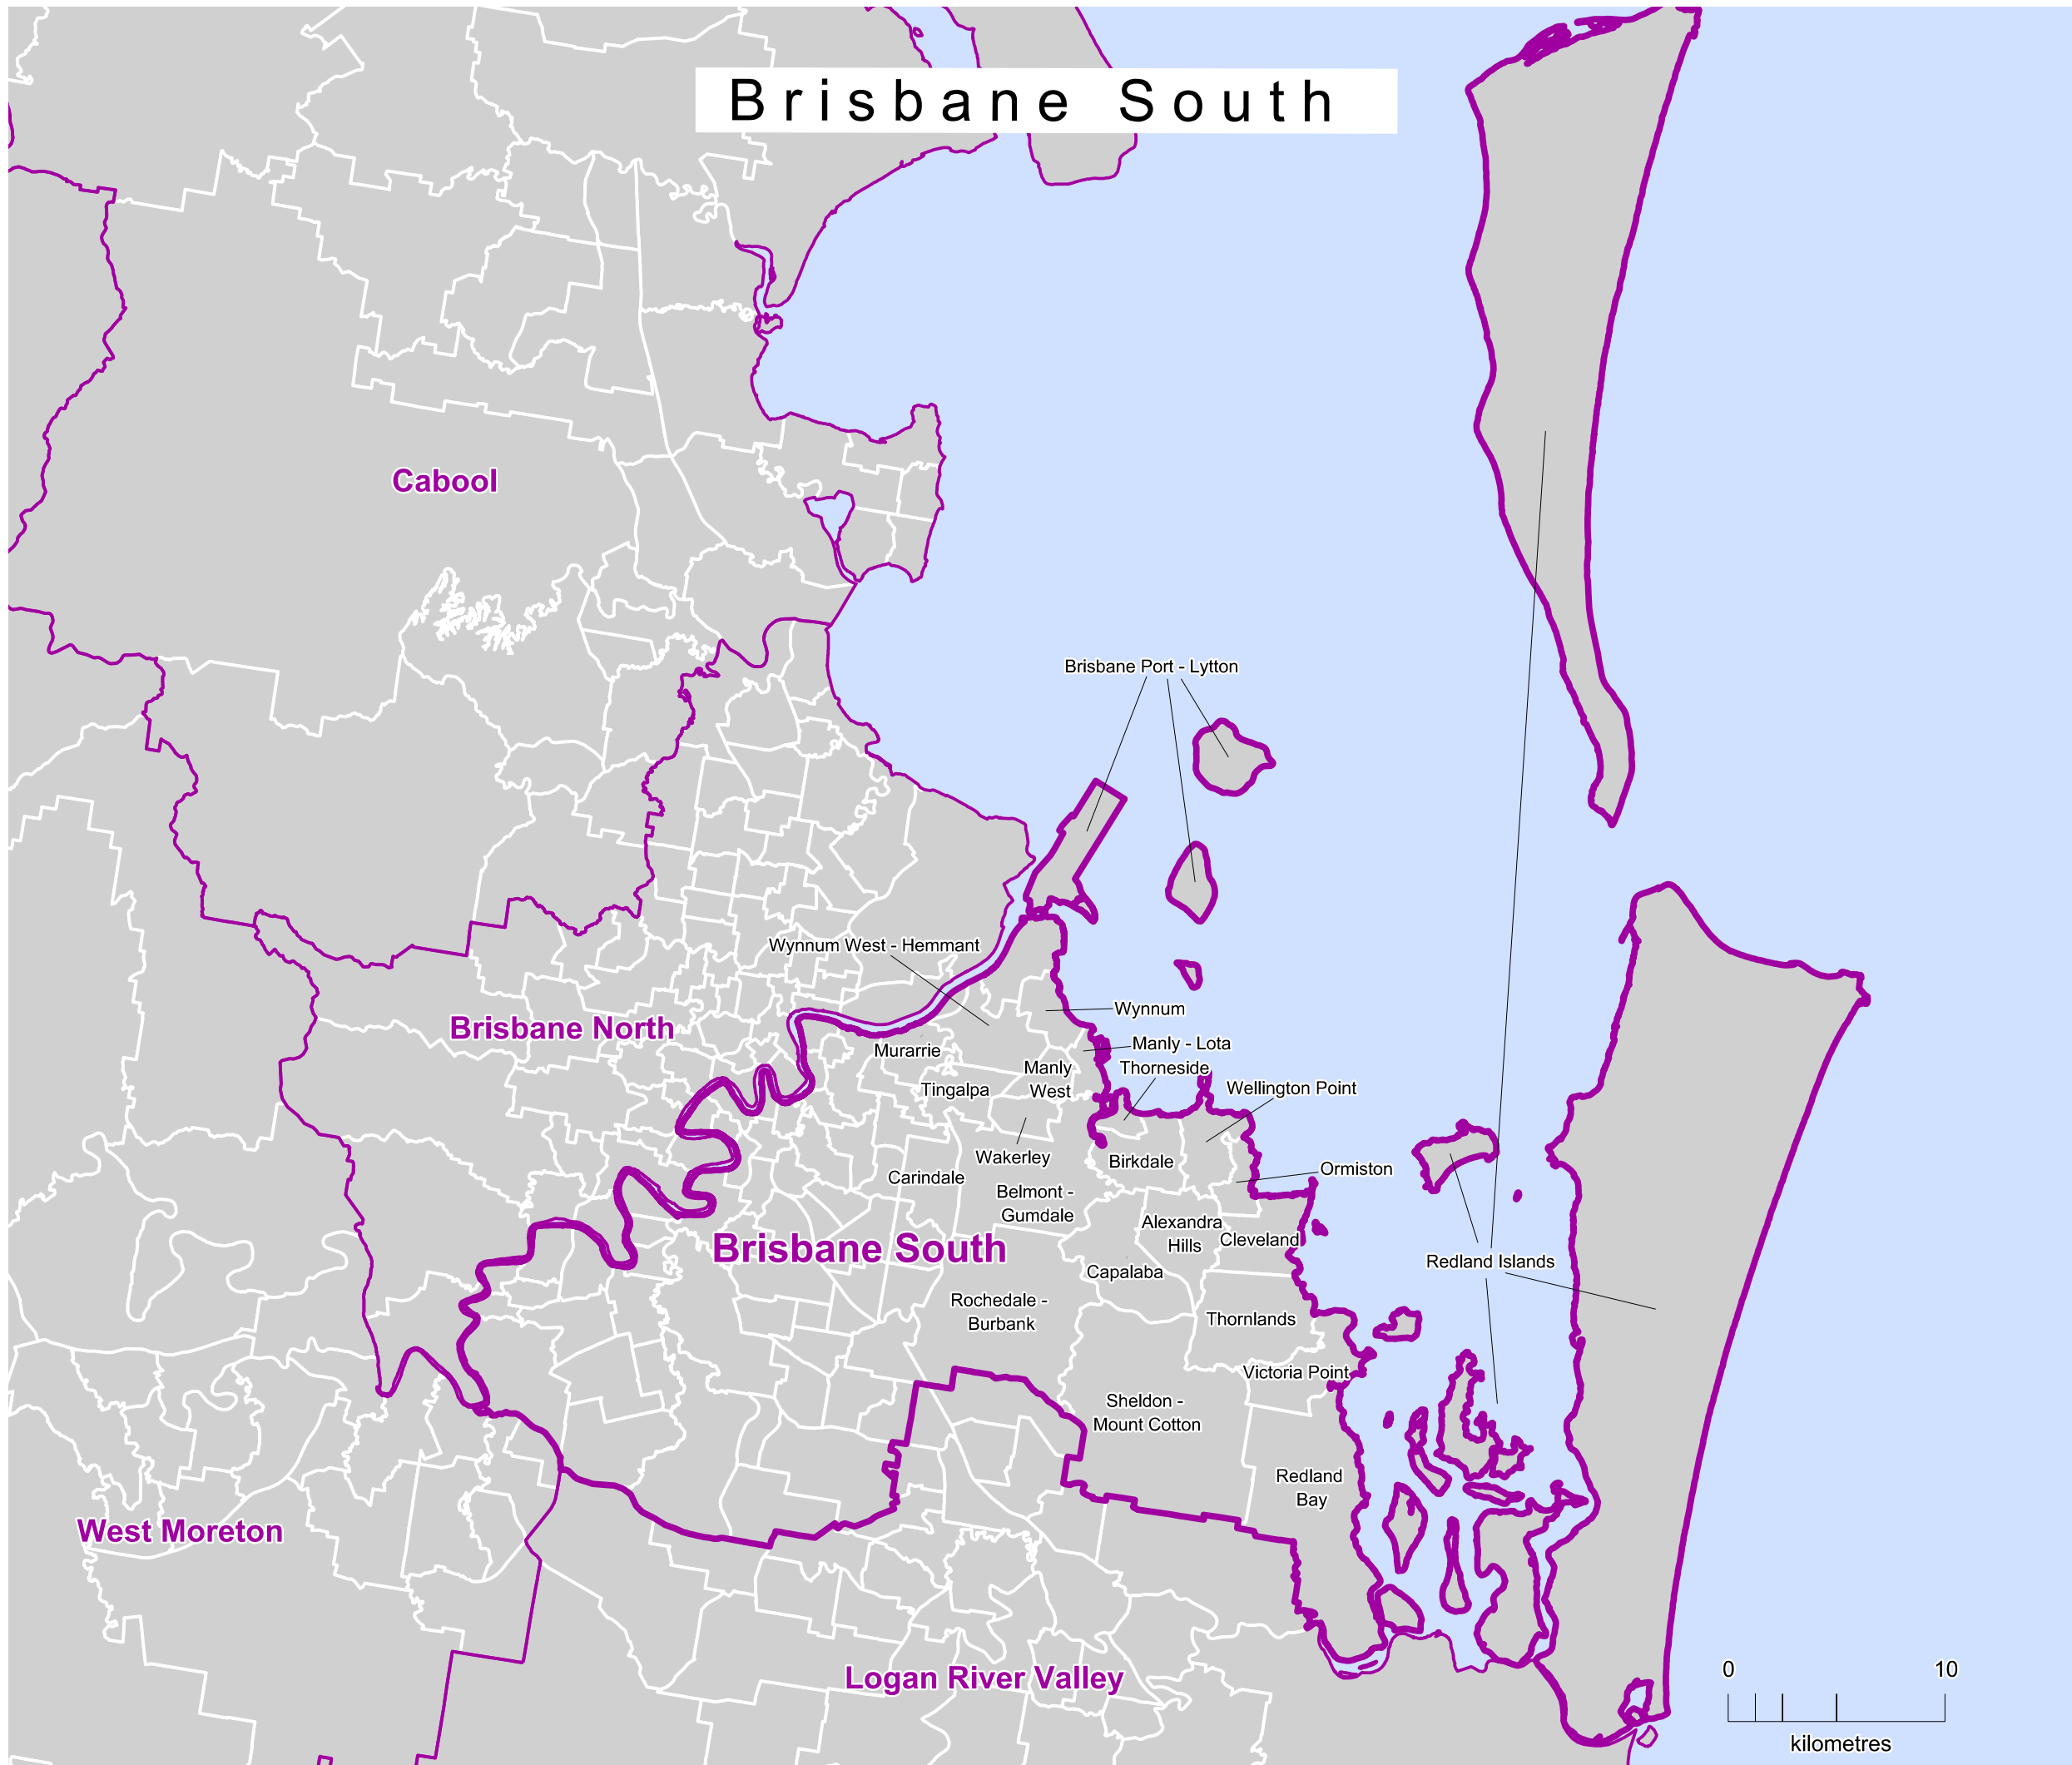 Brisbane South
Cabool
Brisbane Port - Lytton
Wynnum West - Hemmant
Wynnum
Brisbane North
Murarrie
Manly - Lota
Thorneside
Manly
West
Tingalpa
Wellington Point
Wakerley
Birkdale
Ormiston
Carindale
Belmont -
Gumdale
Alexandra
Hills
Cleveland
Brisbane South
Redland Islands
Capalaba
Rochedale -
Burbank
Thornlands
Victoria Point
Sheldon -
Mount Cotton
Redland
Bay
West Moreton
Logan River Valley
0 10
kilometres